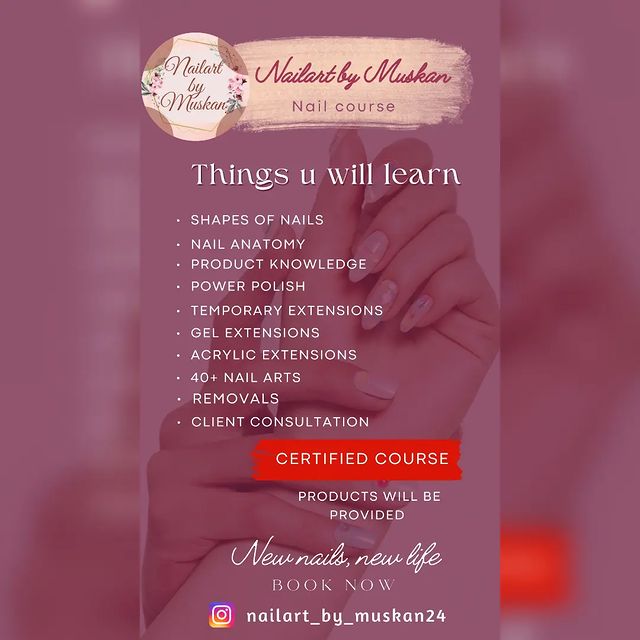 Nailart
by
Muskan
Nailart by Muskan
Nail course
Things u will learn
• SHAPES OF NAILS
• NAIL ANATOMY
• PRODUCT KNOWLEDGE
• POWER POLISH
• TEMPORARY EXTENSIONS
• GEL EXTENSIONS
• ACRYLIC EXTENSIONS
• 40+ NAIL ARTS
• REMOVALS
• CLIENT CONSULTATION
CERTIFIED COURSE
PRODUCTS WILL BE
PROVIDED
New nails, new life
BOOK NOW
nailart_by_muskan24